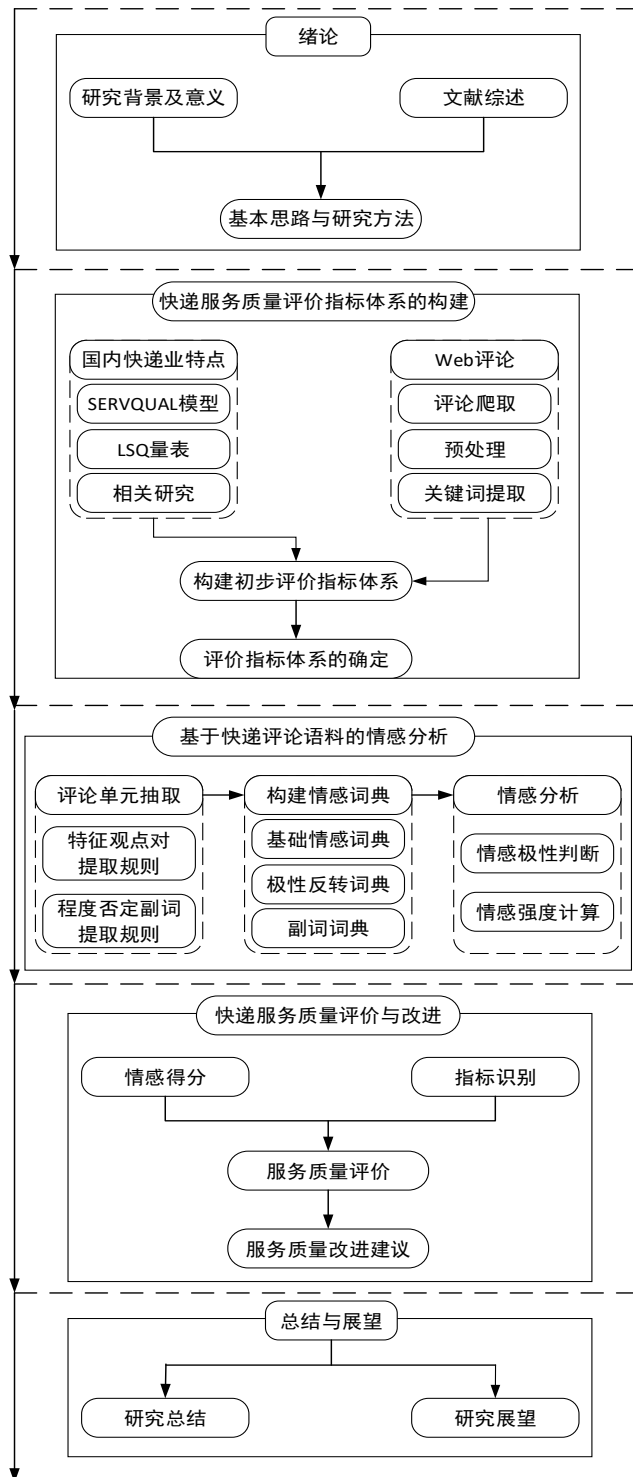 绪论
研究背景及意义
文献综述
基本思路与研究方法
快递服务质量评价指标体系的构建
国内快递业特点
SERVQUAL模型
LSQ量表
相关研究
Web评论
评论爬取
预处理
关键词提取
构建初步评价指标体系
评价指标体系的确定
基于快递评论语料的情感分析
评论单元抽取
特征观点对
提取规则
程度否定副词
提取规则
构建情感词典
基础情感词典
极性反转词典
副词词典
情感分析
情感极性判断
情感强度计算
快递服务质量评价与改进
情感得分
指标识别
服务质量评价
服务质量改进建议
总结与展望
研究总结
研究展望